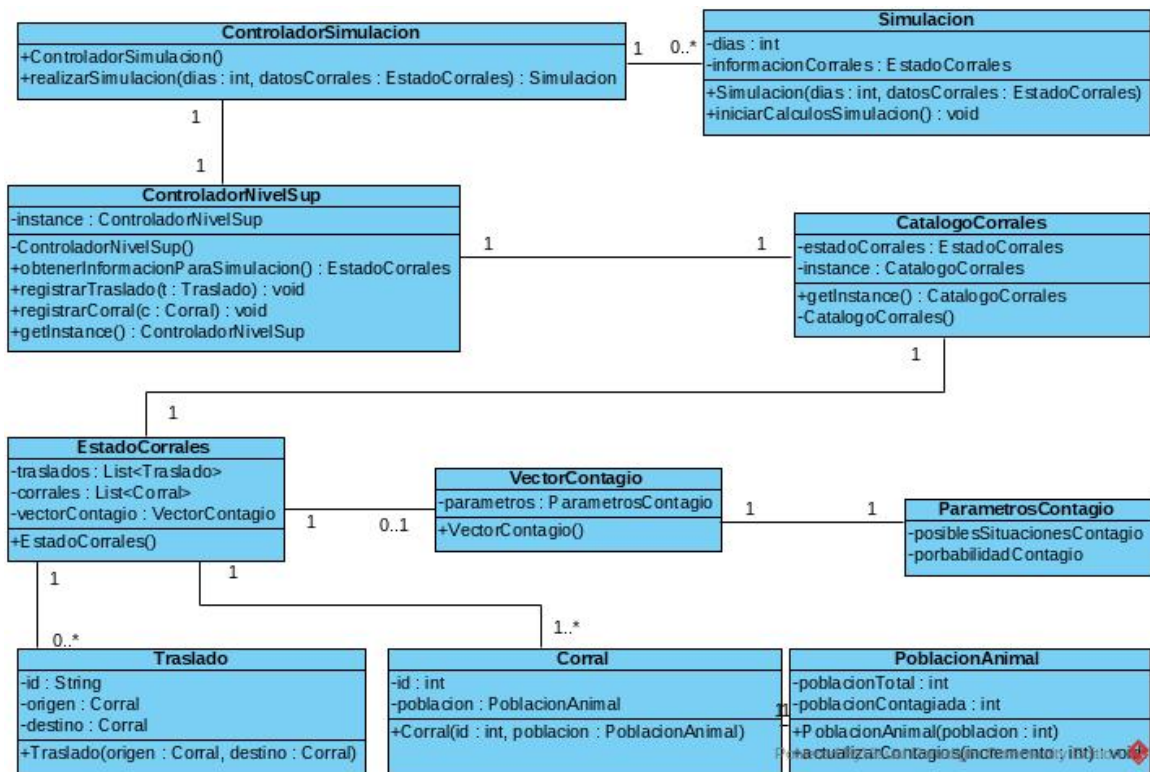 ControladorSimulacion
+ControladorSimulacion()
+realizarSimulacion(dias : int, datosCorrales : EstadoCorrales) : Simulacion
1
0..*
Simulacion
-dias : int
-informacionCorrales : EstadoCorrales
+Simulacion(dias : int, datosCorrales : EstadoCorrales)
+iniciarCalculosSimulacion() : void
1
1
ControladorNivelSup
-instance : ControladorNivelSup
-ControladorNivelSup()
+obtenerInformacionParaSimulacion() : EstadoCorrales
+registrarTraslado(t : Traslado) : void
+registrarCorral(c : Corral) : void
+getInstance() : ControladorNivelSup
1
1
CatalogoCorrales
-estadoCorrales : EstadoCorrales
-instance : CatalogoCorrales
+getInstance() : CatalogoCorrales
-CatalogoCorrales()
1
1
EstadoCorrales
-traslados : List<Traslado>
-corrales : List<Corral>
-vectorContagio : VectorContagio
+EstadoCorrales()
1
0..1
VectorContagio
-parametros : ParametrosContagio
+VectorContagio()
1
1
ParametrosContagio
-posiblesSituacionesContagio
-porbabilidadContagio
1
0..*
1
1..*
Traslado
-id : String
-origen : Corral
-destino : Corral
+Traslado(origen : Corral, destino : Corral)
Corral
-id : int
-poblacion : PoblacionAnimal
+Corral(id : int, poblacion : PoblacionAnimal)
1
1
PoblacionAnimal
-poblacionTotal : int
-poblacionContagiada : int
+PoblacionAnimal(poblacion : int)
+actualizarContagios(incremento : int) : void